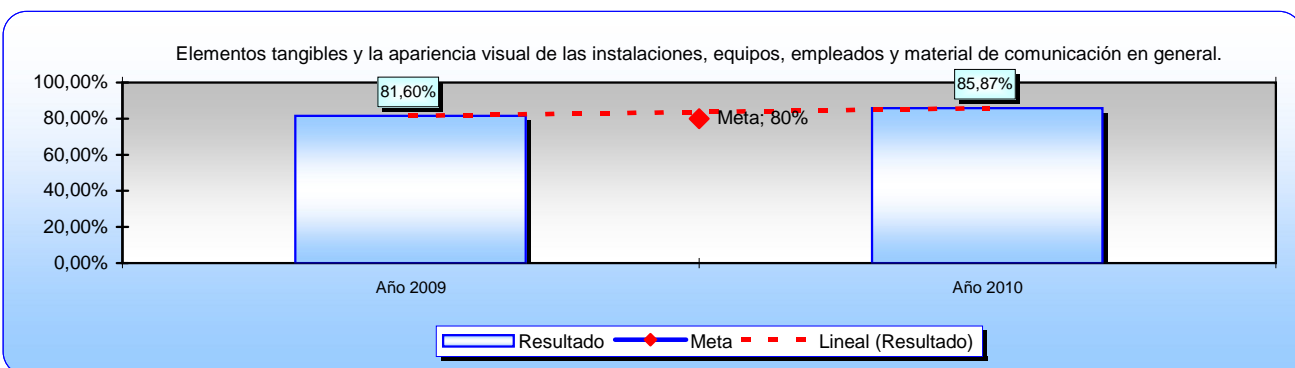 Elementos tangibles y la apariencia visual de las instalaciones, equipos, empleados y material de comunicación en general.
100,00%
80,00%
60,00%
40,00%
20,00%
0,00%
81,60%
Meta; 80%
85,87%
Año 2009
Año 2010
Resultado
Meta
Lineal (Resultado)